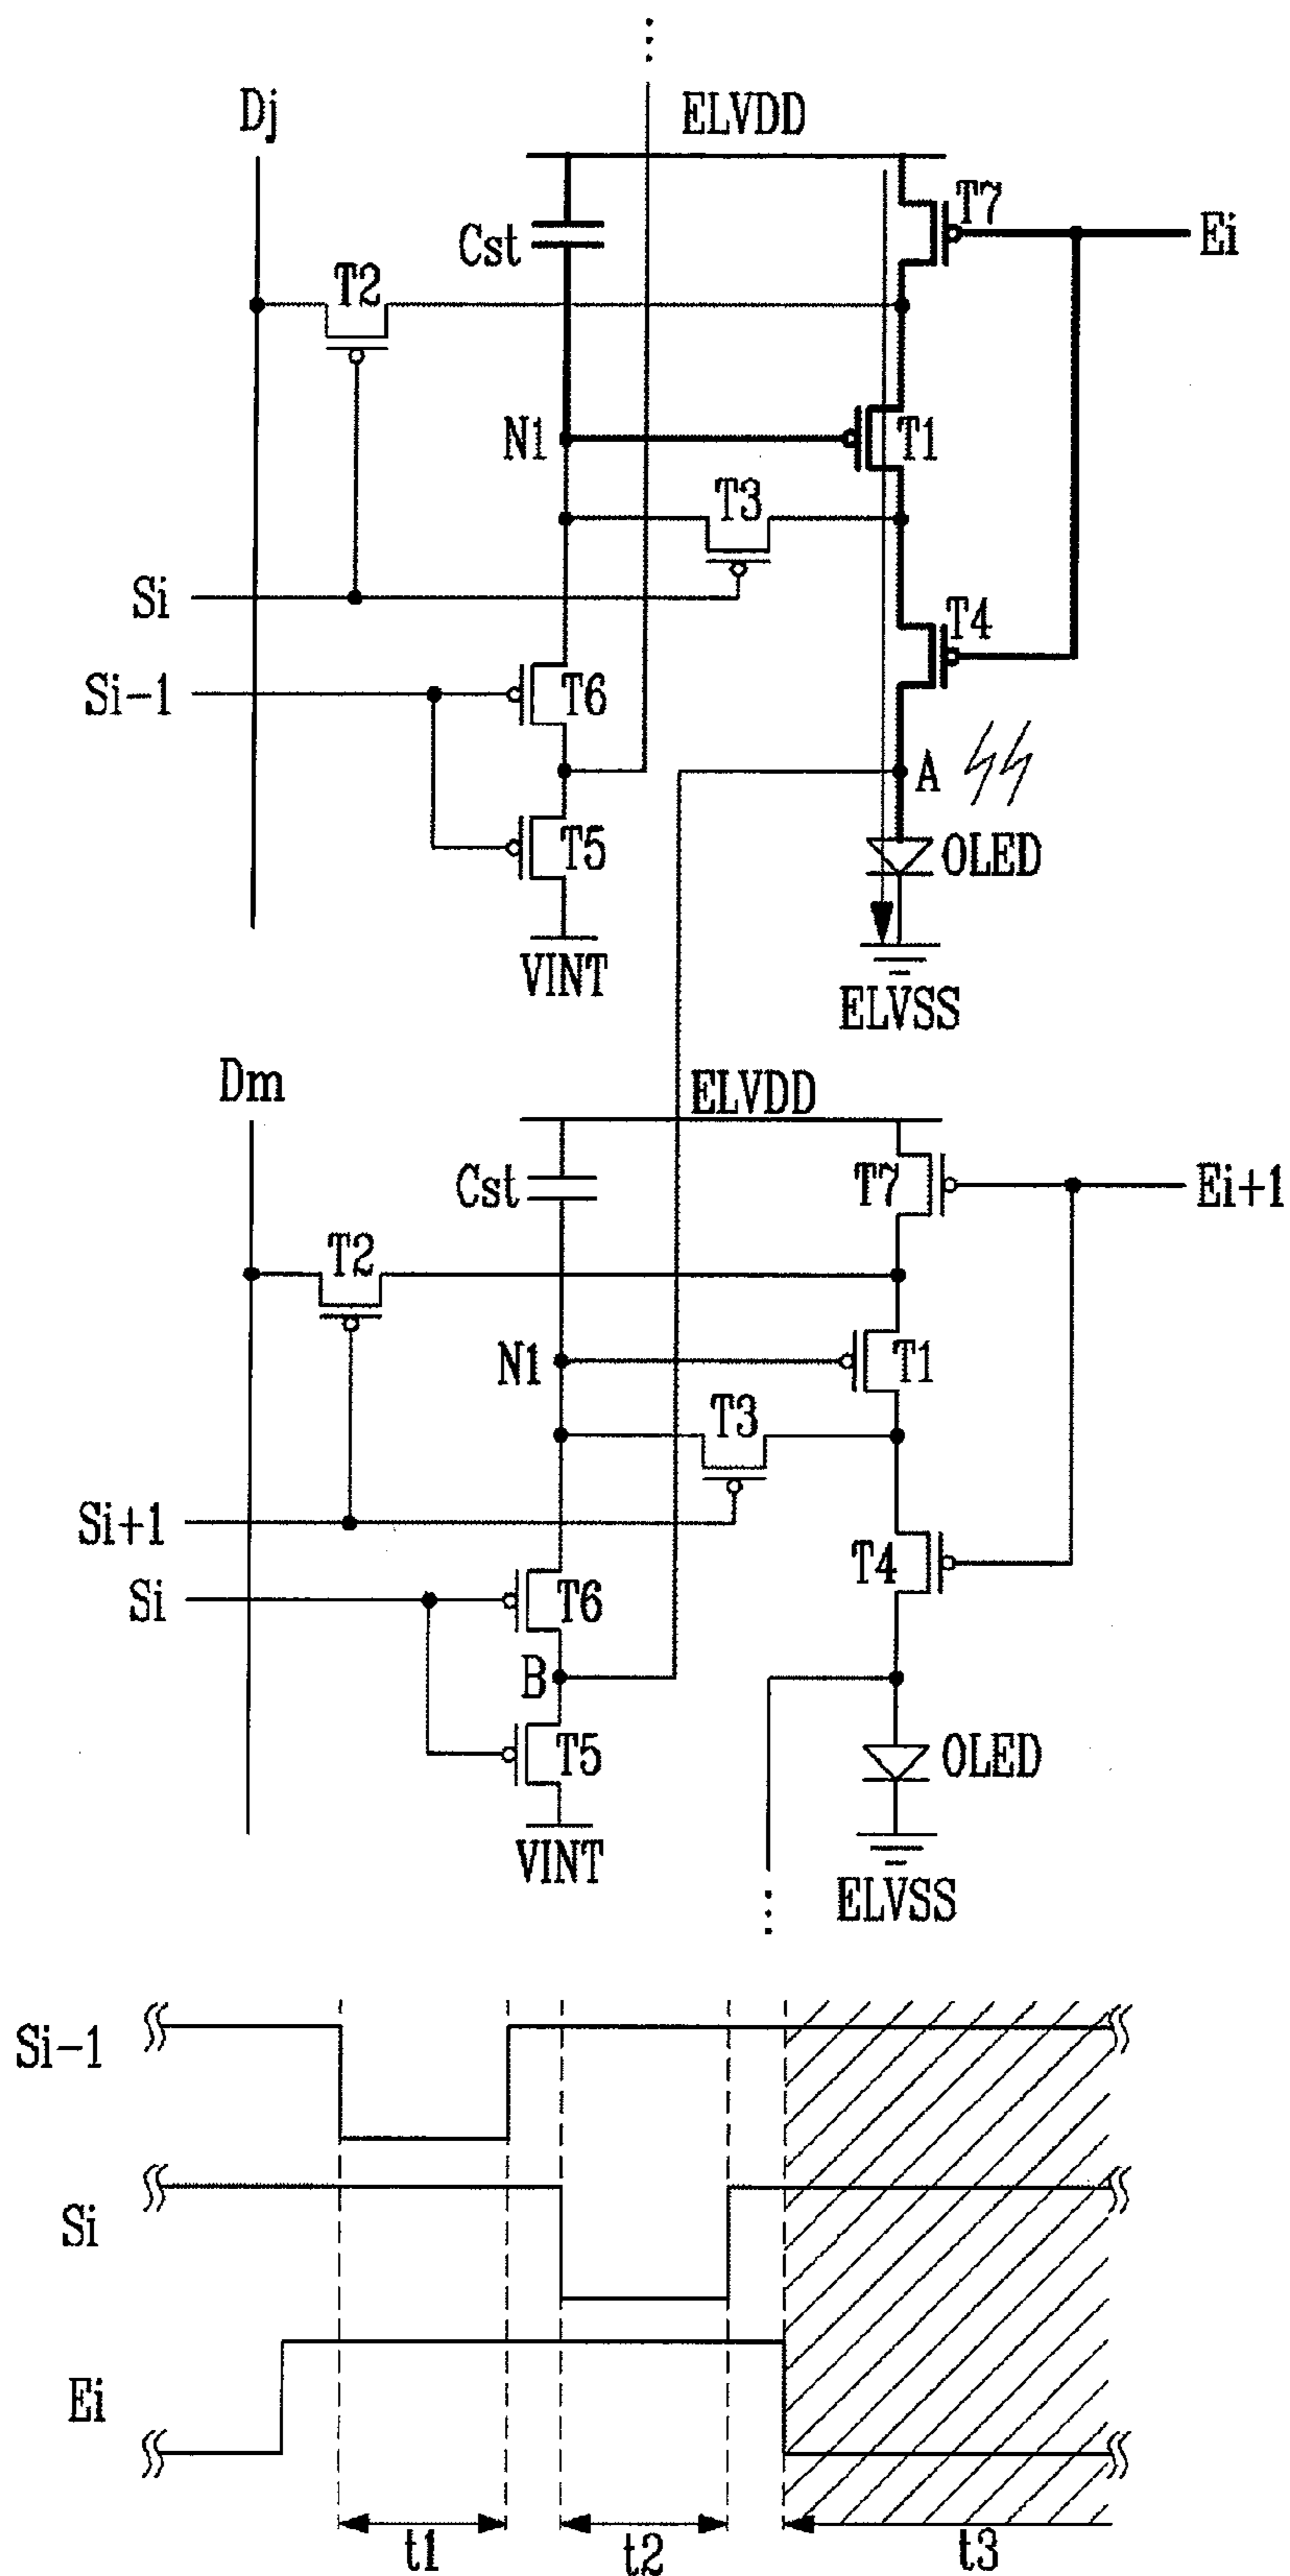 Dj
ELVDD
T7
Ei
Cst
T2
N1
T1
T3
Si
T4
Si-1
T6
A
T5
OLED
VINT
ELVSS
Dm
ELVDD
Cst
T7
Ei+1
T2
N1
T1
T3
Si+1
T4
Si
T6
B
T5
OLED
VINT
ELVSS
Si-1
Si
Ei
t1
t2
t3